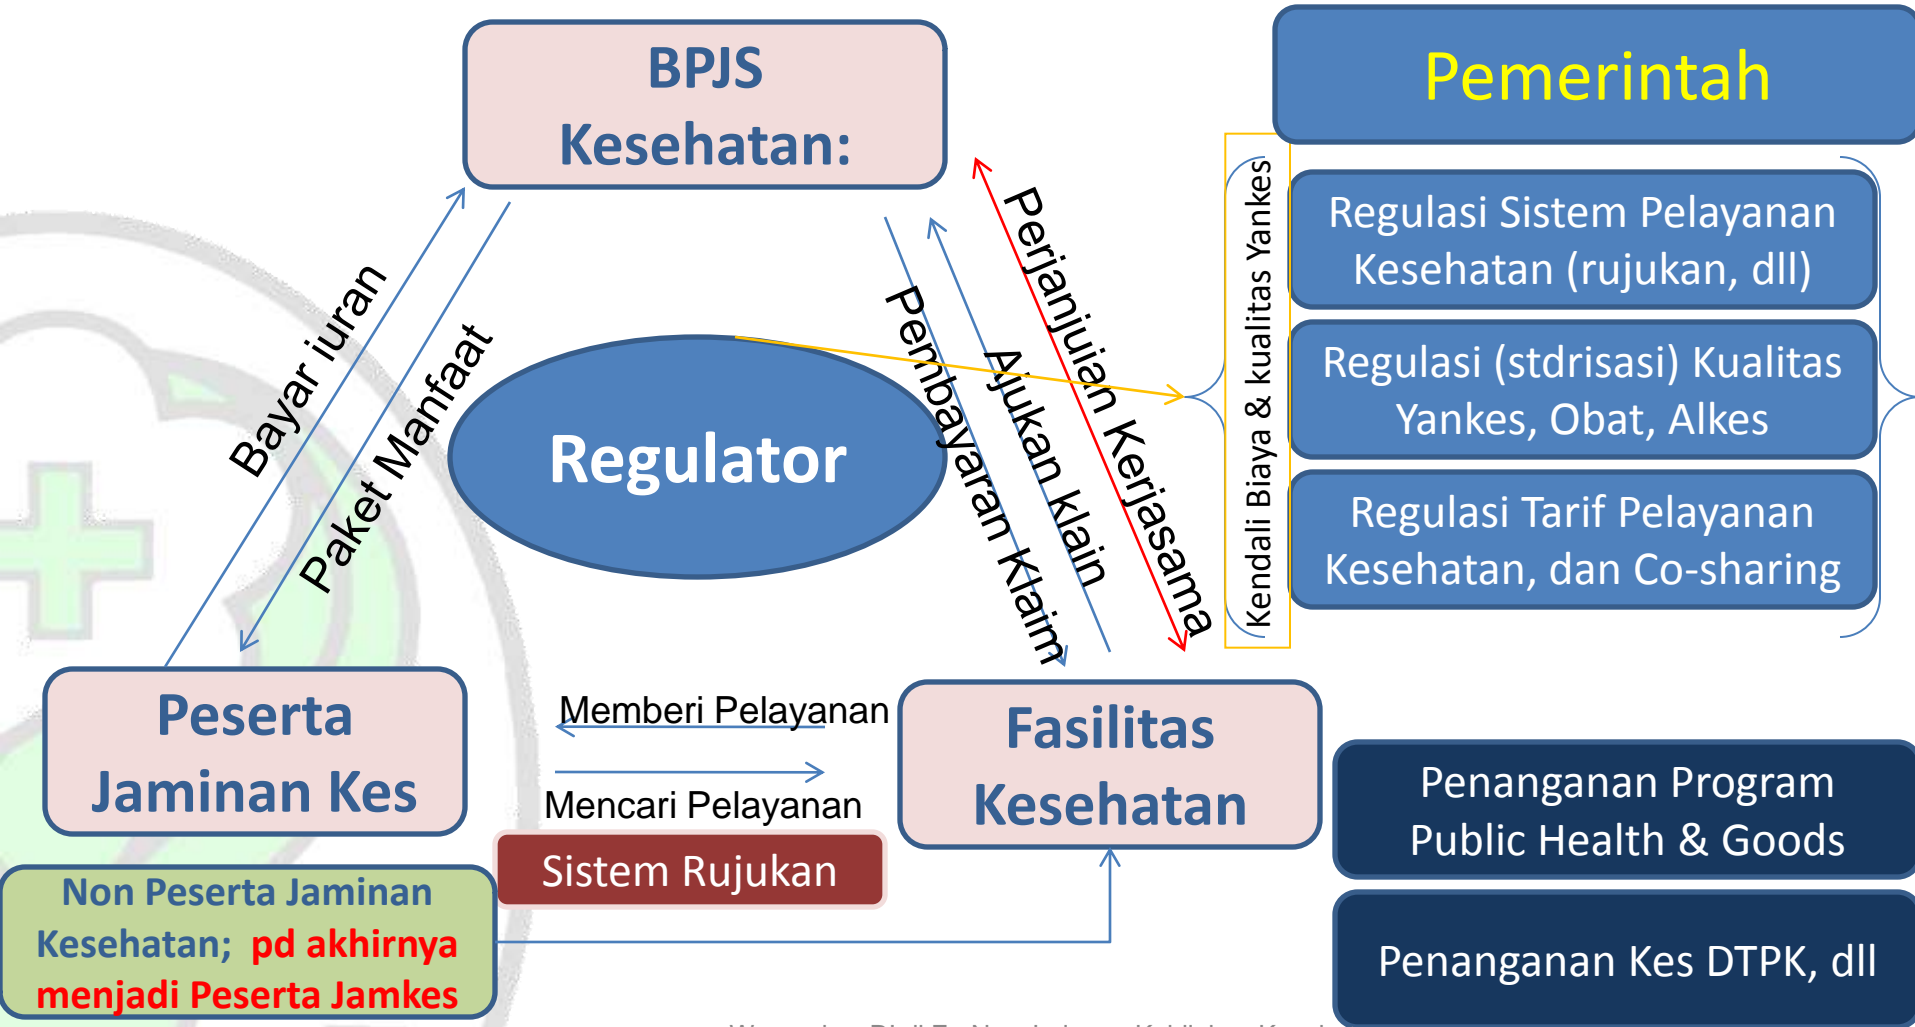 BPJS
Kesehatan:
Pemerintah
Regulasi Sistem Pelayanan
Kesehatan (rujukan, dll)
Regulasi (stdrisasi) Kualitas
Yankes, Obat, Alkes
Regulasi Tarif Pelayanan
Kesehatan, dan Co-sharing
Kendali Biaya & kualitas Yankes
Bayar iuran
Paket Manfaat
Regulator
Pembayaran Klaim
Ajukan klain
Perjanjuian Kerjasama
Peserta
Jaminan Kes
Memberi Pelayanan
Mencari Pelayanan
Fasilitas
Kesehatan
Sistem Rujukan
Non Peserta Jaminan
Kesehatan; pd akhirnya
menjadi Peserta Jamkes
Penanganan Program
Public Health & Goods
Penanganan Kes DTPK, dll